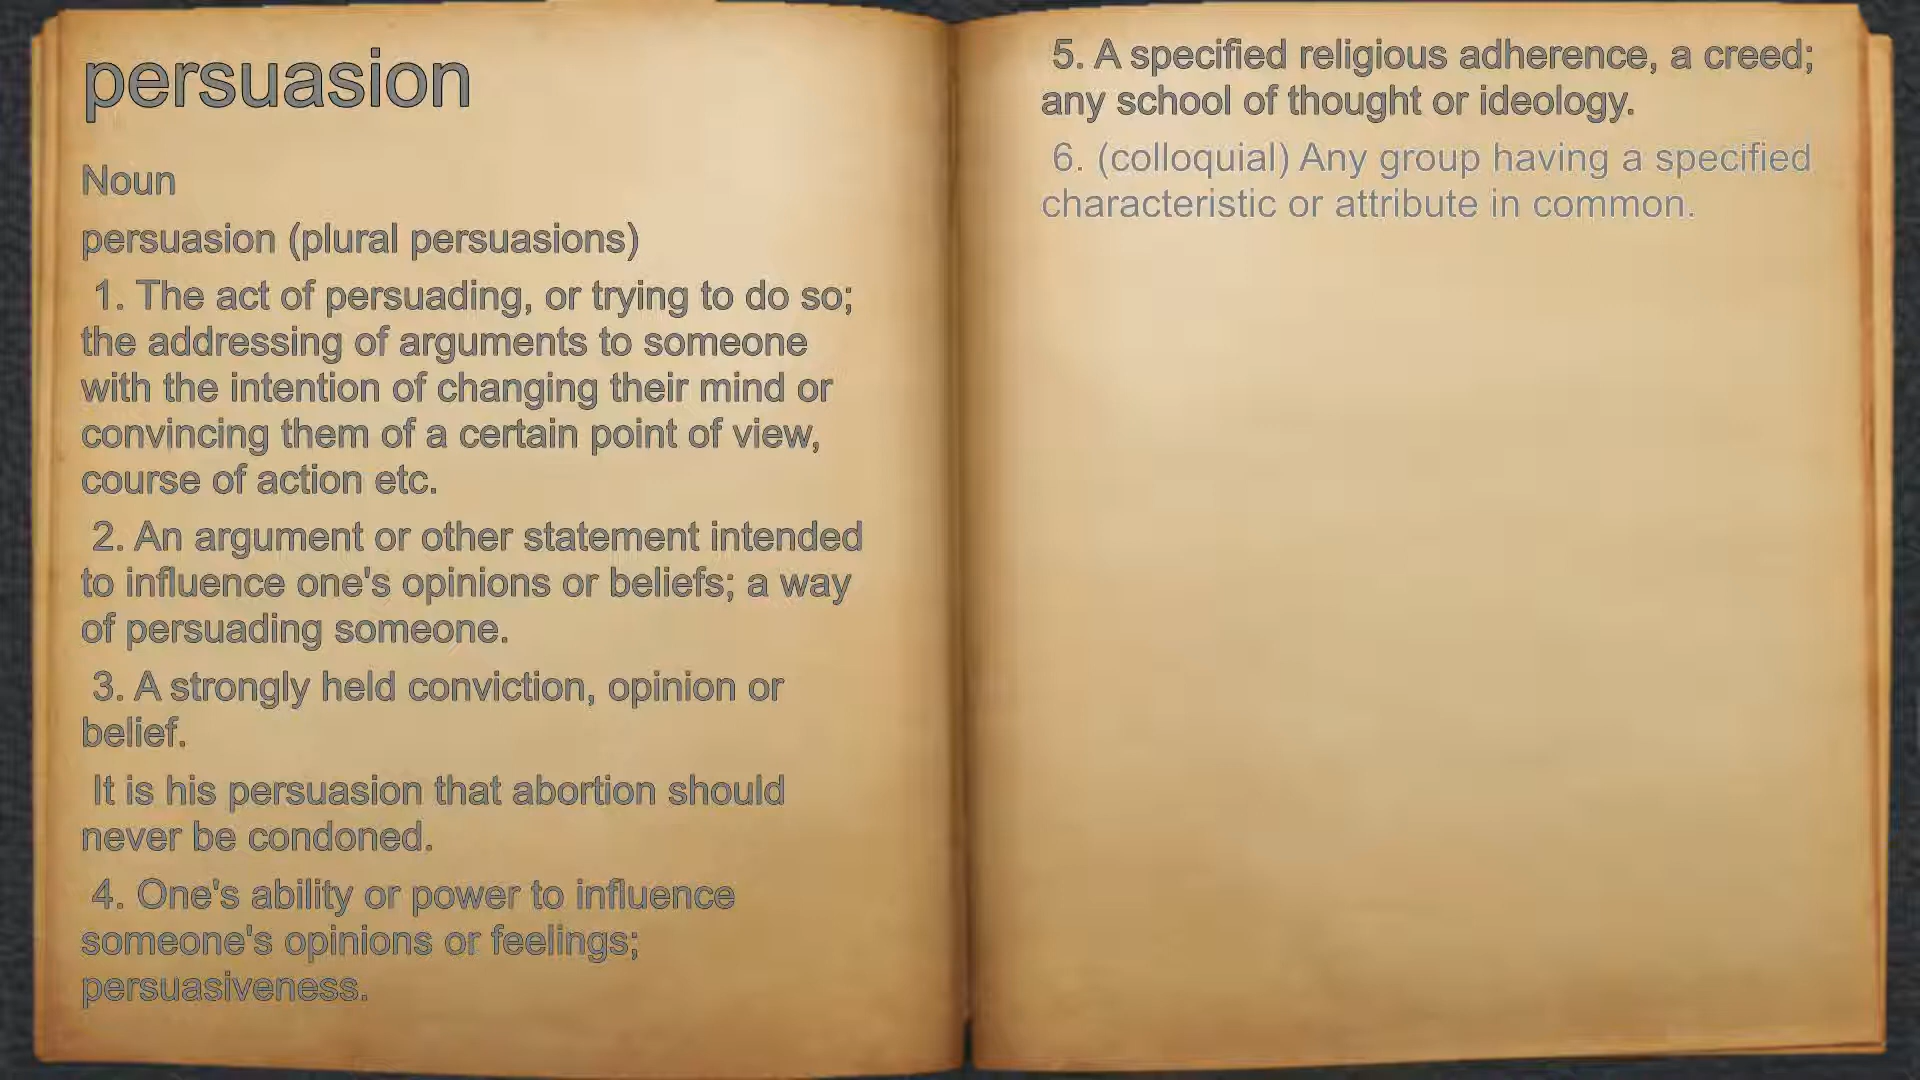 persuasion
Noun
persuasion (plural persuasions)
1. The act of persuading, or trying to do so;
the addressing of arguments to someone
with the intention of changing their mind or
convincing them of a certain point of view,
course of action etc.
2. An argument or other statement intended
to influence one's opinions or beliefs; a way
of persuading someone.
3. A strongly held conviction, opinion or
belief.
It is his persuasion that abortion should
never be condoned.
4. One's ability or power to influence
someone's opinions or feelings;
persuasiveness.
5. A specified religious adherence, a creed;
any school of thought or ideology.
6. (colloquial) Any group having a specified
characteristic or attribute in common.